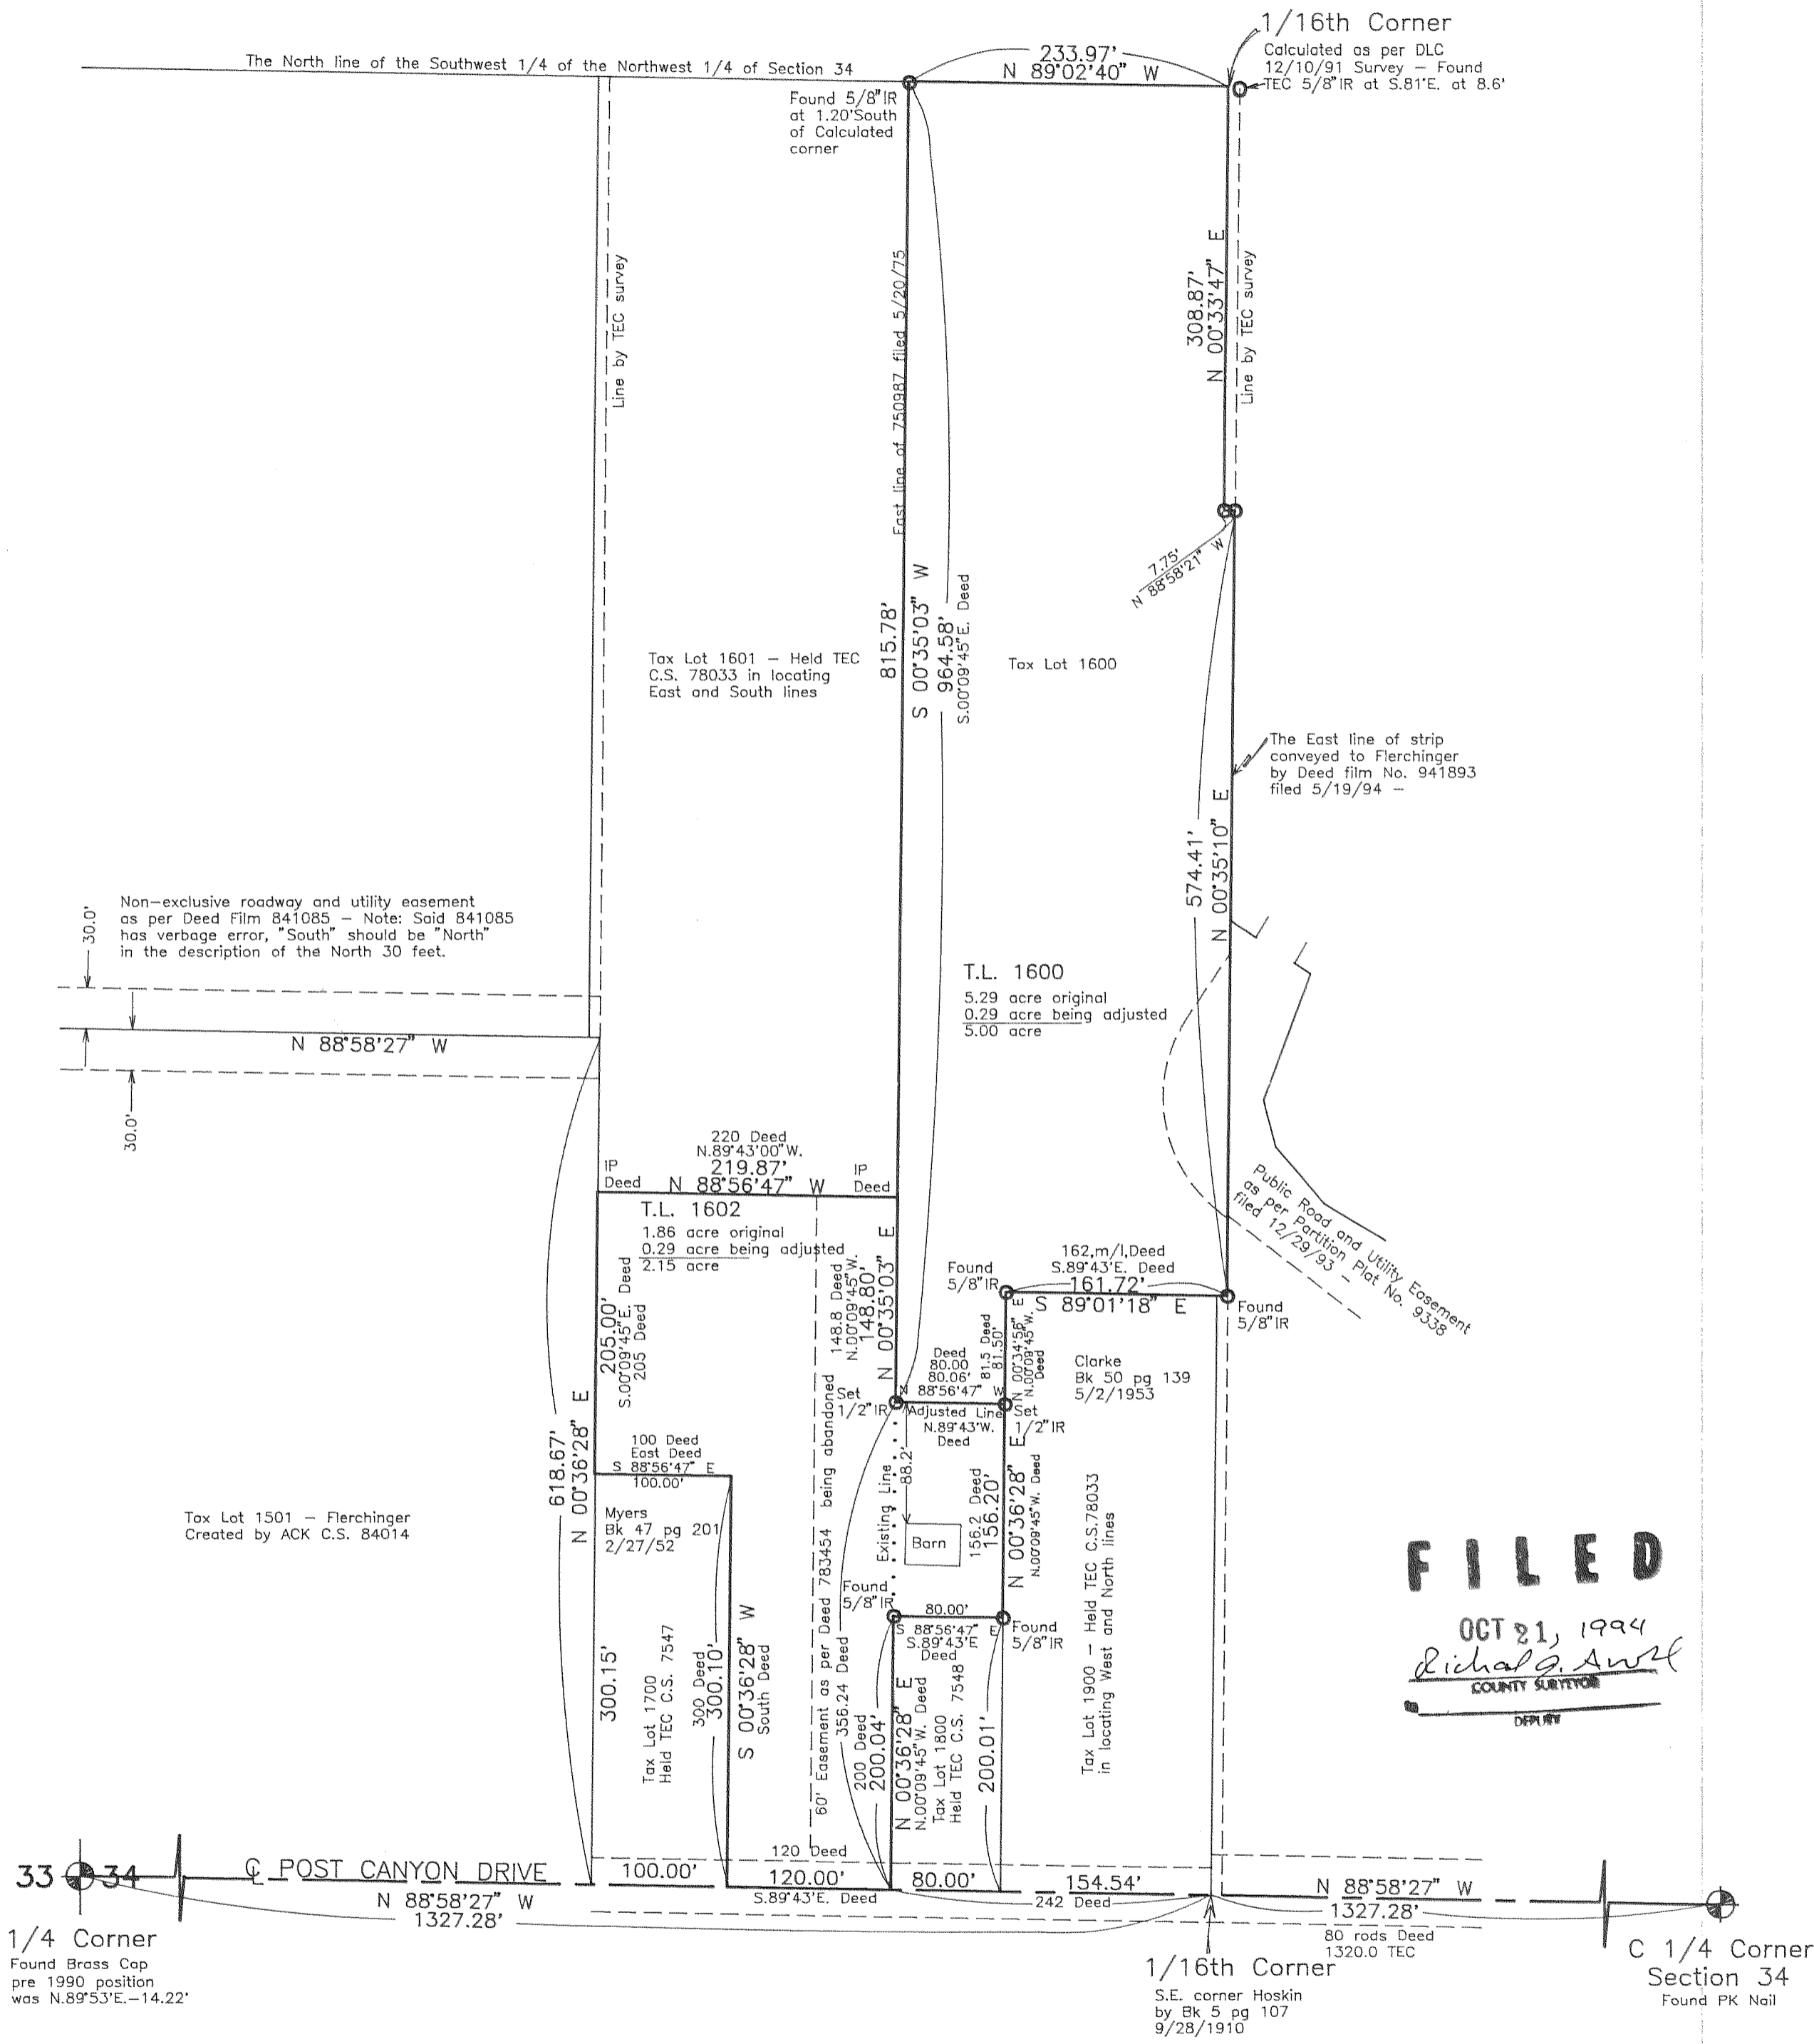 1/16th Corner
Calculated as per DLC
12/10/91 Survey – Found
TEC 5/8"IR at S.81°E. at 8.6'
The North line of the Southwest 1/4 of the Northwest 1/4 of Section 34
233.97'
N 89°02'40" W
Found 5/8"IR
at 1.20'South
of Calculated
corner
Line by TEC survey
East line of 750987 filed 5/20/75
308.87'
N 00°33'47" E
Line by TEC survey
7.75'
N 88°58'21" W
815.78'
S 00°35'03" W
964.58'
S.00°09'45"E. Deed
Tax Lot 1601 – Held TEC
C.S. 78033 in locating
East and South lines
Tax Lot 1600
The East line of strip
conveyed to Flerchinger
by Deed film No. 941893
filed 5/19/94 –
574.41'
N 00°35'10" E
Non-exclusive roadway and utility easement
as per Deed Film 841085 – Note: Said 841085
has verbage error, "South" should be "North"
in the description of the North 30 feet.
30.0'
N 88°58'27" W
30.0'
T.L. 1600
5.29 acre original
0.29 acre being adjusted
5.00 acre
220 Deed
N.89°43'00"W.
219.87'
N 88°56'47" W
IP
Deed
IP
Deed
T.L. 1602
1.86 acre original
0.29 acre being adjusted
2.15 acre
205.00'
S.00°09'45"E. Deed
205 Deed
148.8 Deed
N.00°09'45"W.
148.80'
N 00°35'03" E
Public Road and Utility Easement
as per Partition Plat No. 9338
filed 12/29/93 –
162,m/l,Deed
S.89°43'E. Deed
161.72'
S 89°01'18" E
Found
5/8"IR
Found
5/8"IR
81.5 Deed
81.50'
N 00°34'56" E
N.00°09'45"W.
Deed
Clarke
Bk 50 pg 139
5/2/1953
Deed
80.00
80.06'
N 88°56'47" W
Adjusted Line
N.89°43'W.
Deed
Set
1/2"IR
Set
1/2"IR
618.67'
N 00°36'28" E
100 Deed
East Deed
S 88°56'47" E
100.00'
Myers
Bk 47 pg 201
2/27/52
Tax Lot 1501 – Flerchinger
Created by ACK C.S. 84014
60' Easement as per Deed 783454 being abandoned
356.24 Deed
Existing Line
88.2'
Barn
156.2 Deed
156.20'
N 00°36'28" E
N.00°09'45"W. Deed
Tax Lot 1900 – Held TEC C.S.78033
in locating West and North lines
Found
5/8"IR
80.00'
S 88°56'47" E
S.89°43'E
Deed
Found
5/8"IR
300.15'
Tax Lot 1700
Held TEC C.S. 7547
300 Deed
300.10'
S 00°36'28" W
South Deed
200 Deed
200.04'
N 00°36'28" E
N.00°09'45"W. Deed
Tax Lot 1800
Held TEC C.S. 7548
200.01'
FILED
OCT 21, 1994
COUNTY SURVEYOR
DEPUTY
33 34
℄ POST CANYON DRIVE
N 88°58'27" W
1327.28'
100.00'
120 Deed
120.00'
S.89°43'E. Deed
80.00'
154.54'
242 Deed
N 88°58'27" W
1327.28'
80 rods Deed
1320.0 TEC
1/4 Corner
Found Brass Cap
pre 1990 position
was N.89°53'E.–14.22'
1/16th Corner
S.E. corner Hoskin
by Bk 5 pg 107
9/28/1910
C 1/4 Corner
Section 34
Found PK Nail